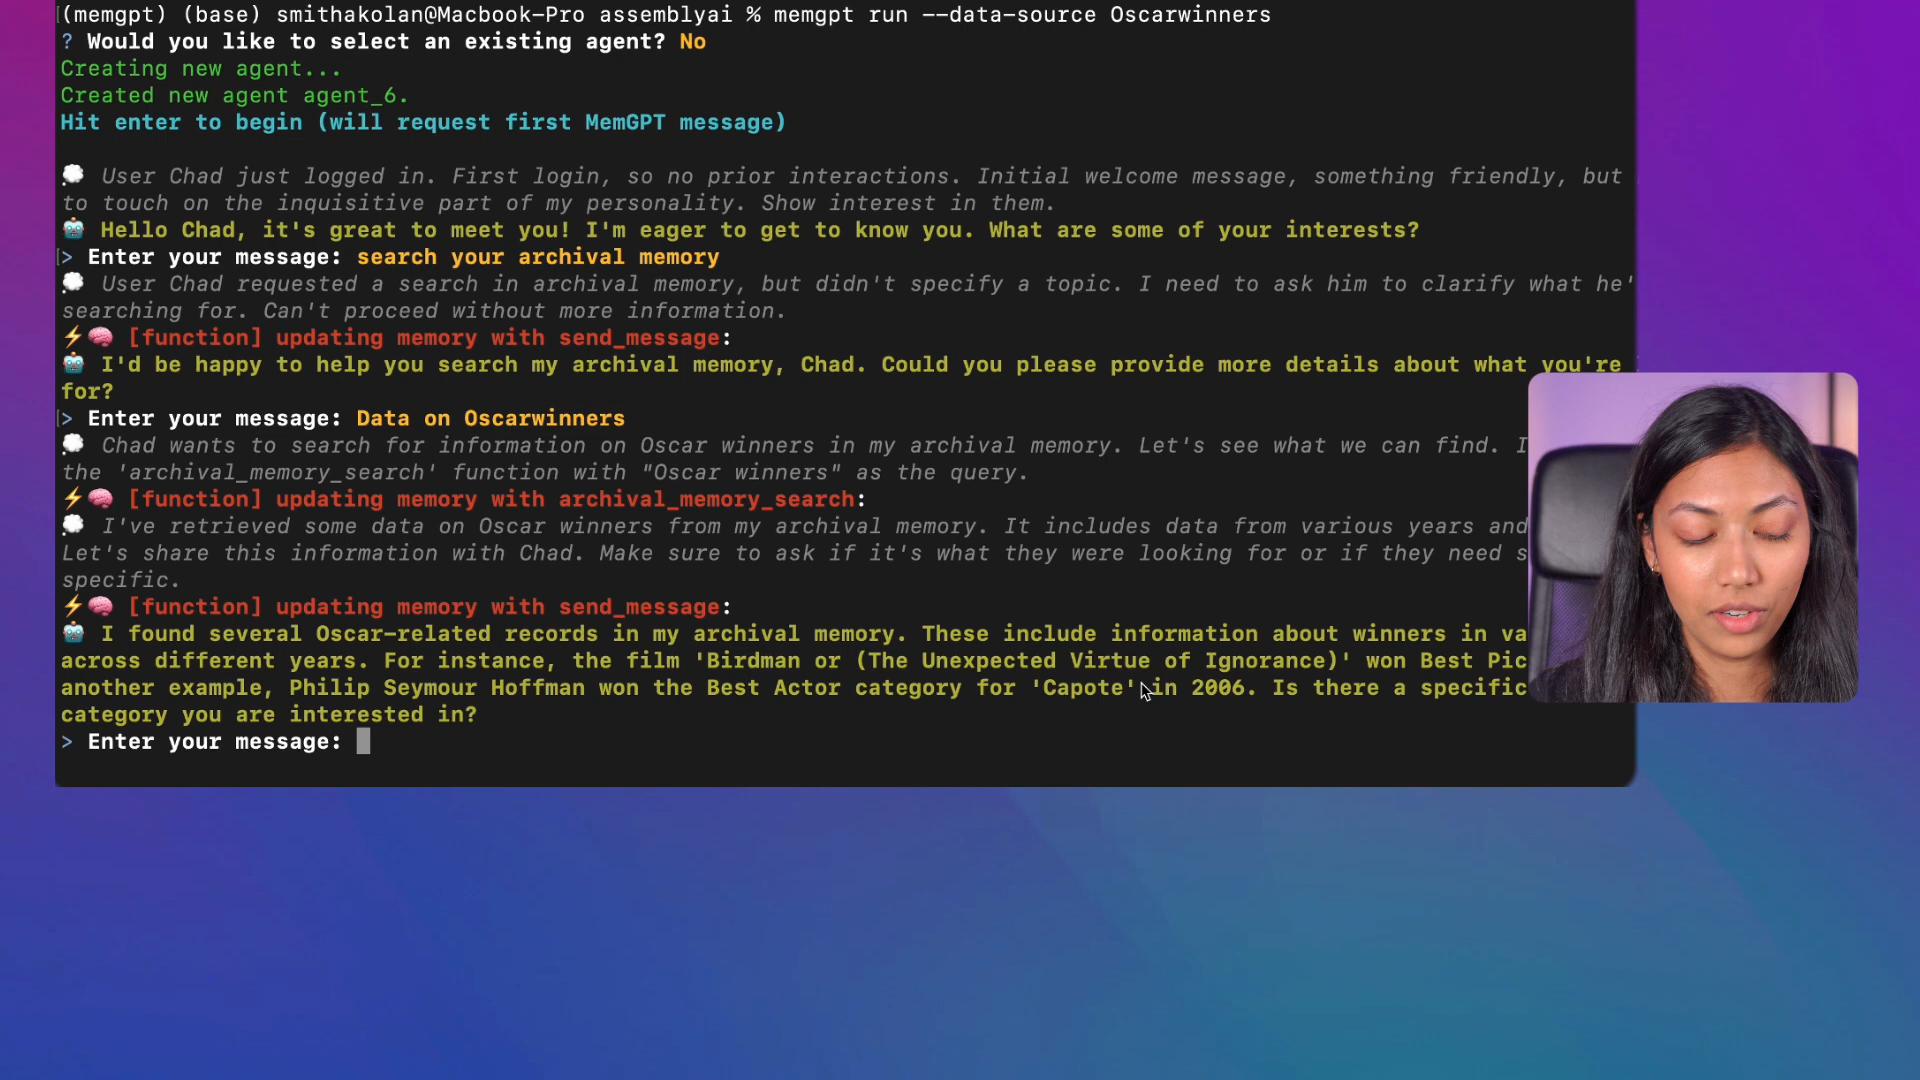 (memgpt) (base) smithakolan@Macbook-Pro assemblyai % memgpt run --data-source Oscarwinners
? Would you like to select an existing agent? No
Creating new agent...
Created new agent agent_6.
Hit enter to begin (will request first MemGPT message)
User Chad just logged in. First login, so no prior interactions. Initial welcome message, something friendly, but
to touch on the inquisitive part of my personality. Show interest in them.
Hello Chad, it's great to meet you! I'm eager to get to know you. What are some of your interests?
> Enter your message: search your archival memory
User Chad requested a search in archival memory, but didn't specify a topic. I need to ask him to clarify what he'
searching for. Can't proceed without more information.
[function] updating memory with send_message:
I'd be happy to help you search my archival memory, Chad. Could you please provide more details about what you're
for?
> Enter your message: Data on Oscarwinners
Chad wants to search for information on Oscar winners in my archival memory. Let's see what we can find. I
the 'archival_memory_search' function with "Oscar winners" as the query.
[function] updating memory with archival_memory_search:
I've retrieved some data on Oscar winners from my archival memory. It includes data from various years and
Let's share this information with Chad. Make sure to ask if it's what they were looking for or if they need s
specific.
[function] updating memory with send_message:
I found several Oscar-related records in my archival memory. These include information about winners in va
across different years. For instance, the film 'Birdman or (The Unexpected Virtue of Ignorance)' won Best Pic
another example, Philip Seymour Hoffman won the Best Actor category for 'Capote' in 2006. Is there a specific
category you are interested in?
> Enter your message: